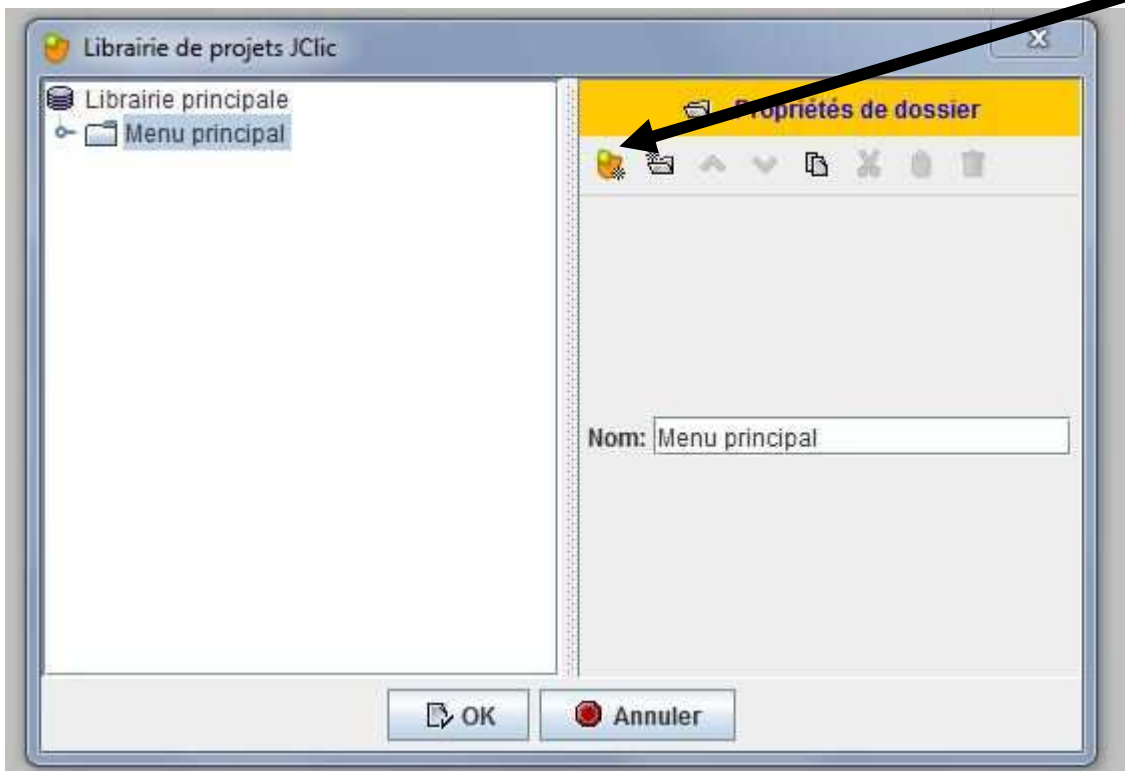 Librairie de projets JClic
Librairie principale
Menu principal
Propriétés de dossier
Nom: Menu principal
OK
Annuler